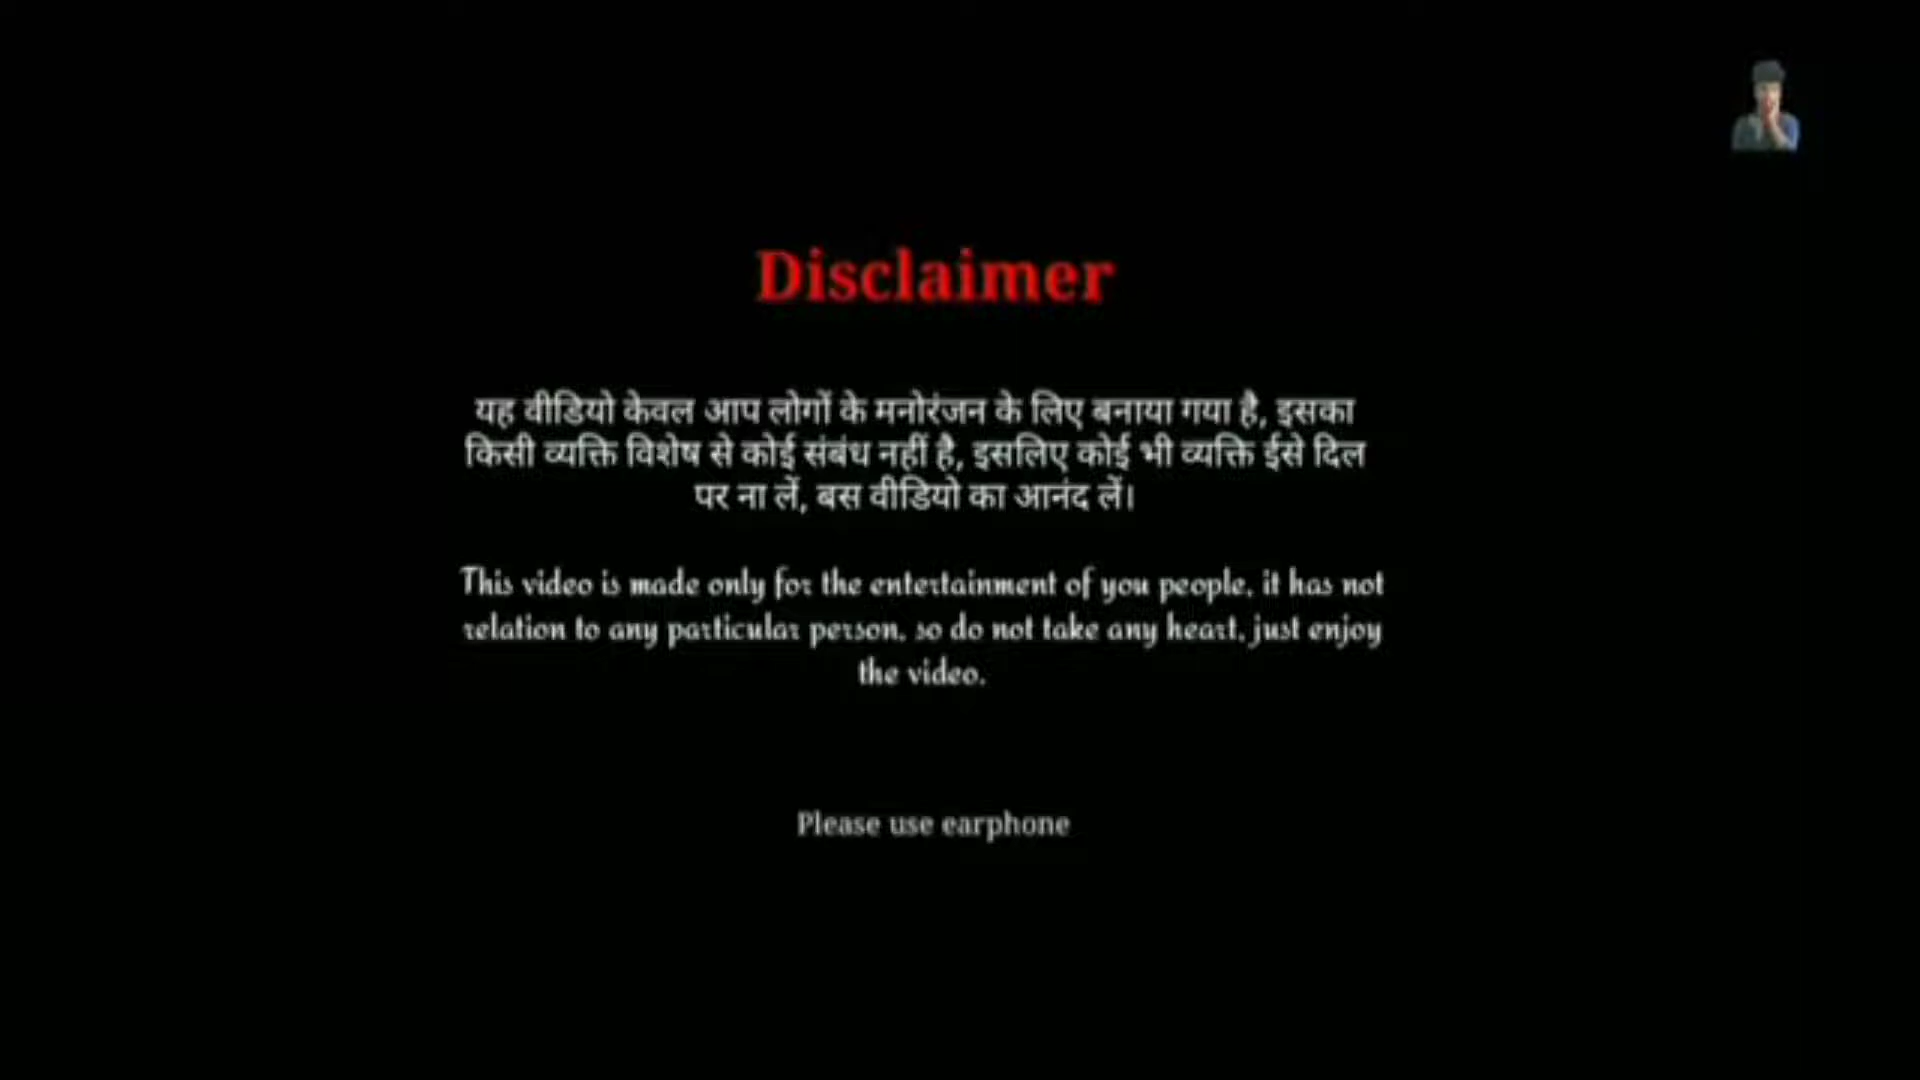 Disclaimer
यह वीडियो केवल आप लोगों के मनोरंजन के लिए बनाया गया है, इसका
किसी व्यक्ति विशेष से कोई संबंध नहीं है, इसलिए कोई भी व्यक्ति ईसे दिल
पर ना लें, बस वीडियो का आनंद लें।
This video is made only for the entertainment of you people, it has not
relation to any particular person, so do not take any heart, just enjoy
the video.
Please use earphone